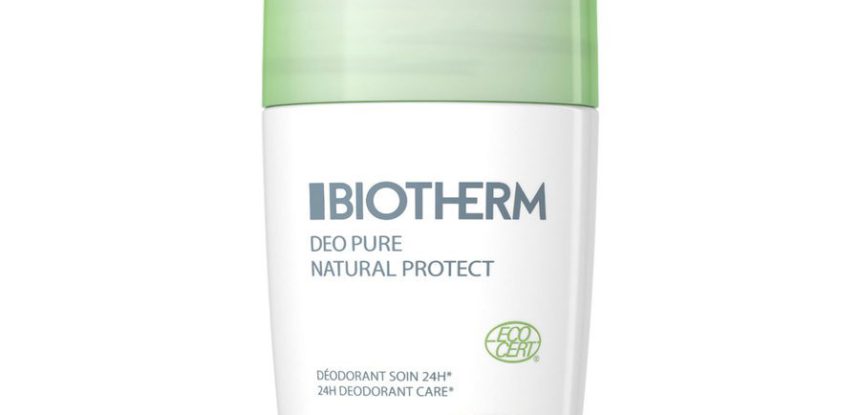 BIOTHERM
DEO PURE
NATURAL PROTECT
ECO
CERT®
DÉODORANT SOIN 24H*
24H DEODORANT CARE*